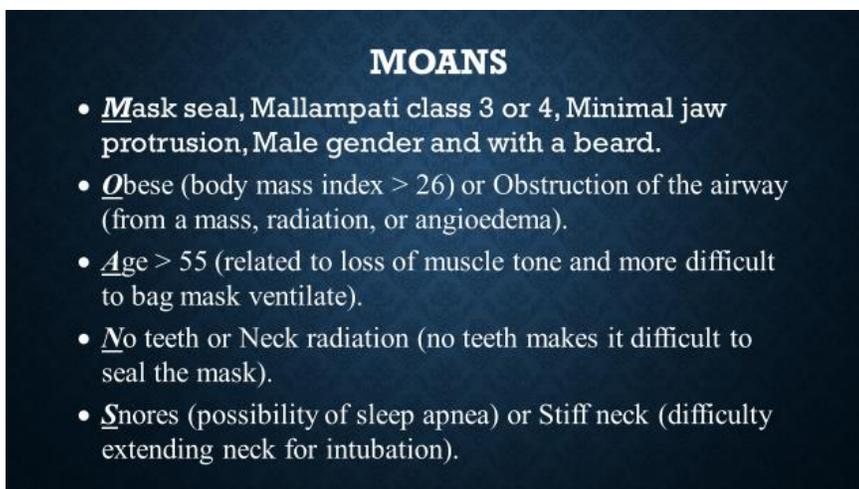 MOANS
• Mask seal, Mallampati class 3 or 4, Minimal jaw
protrusion, Male gender and with a beard.
• Obese (body mass index > 26) or Obstruction of the airway
(from a mass, radiation, or angioedema).
• Age > 55 (related to loss of muscle tone and more difficult
to bag mask ventilate).
• No teeth or Neck radiation (no teeth makes it difficult to
seal the mask).
• Snores (possibility of sleep apnea) or Stiff neck (difficulty
extending neck for intubation).